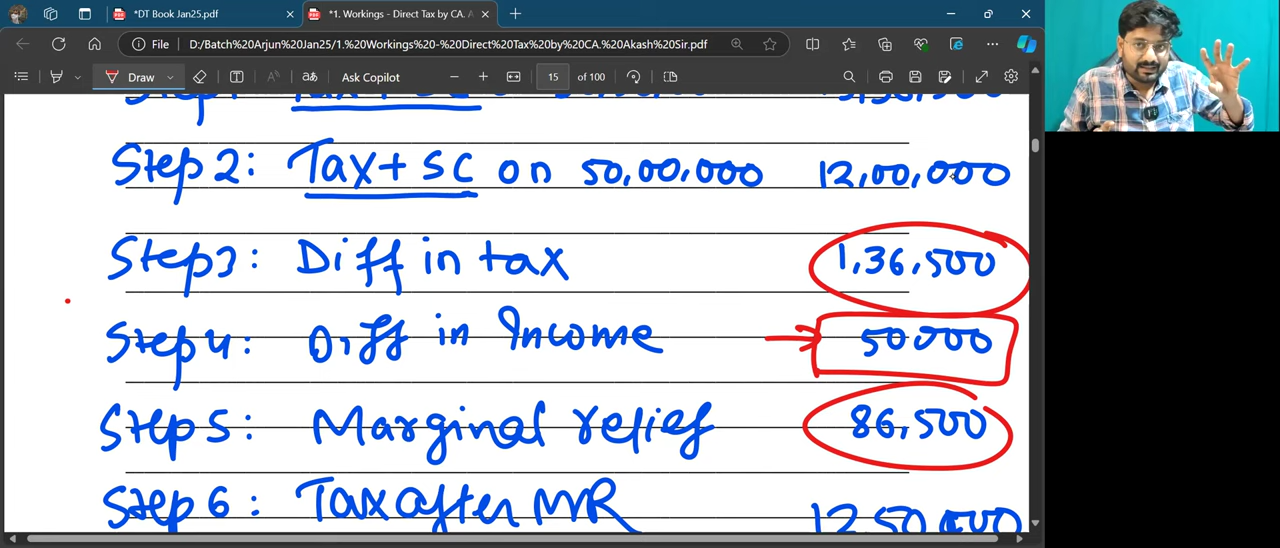 *DT Book Jan25.pdf
*1. Workings - Direct Tax by CA. A
File D:/Batch%20Arjun%20Jan25/1.%20Workings%20-%20Direct%20Tax%20by%20CA.%20Akash%20Sir.pdf
Draw
Ask Copilot
15 of 100
Step 2: Tax + SC on 50,00,000 12,00,000
Step 3: Diff in tax 1,36,500
Step 4: Diff in Income 50000
Step 5: Marginal relief 86,500
Step 6: Tax after MR